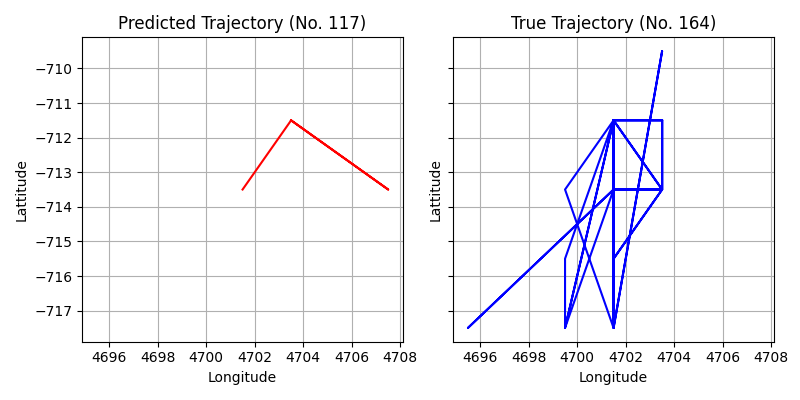 Predicted Trajectory (No. 117)
True Trajectory (No. 164)
Lattitude
−710
−711
−712
−713
−714
−715
−716
−717
4696 4698 4700 4702 4704 4706 4708
Longitude
Lattitude
4696 4698 4700 4702 4704 4706 4708
Longitude